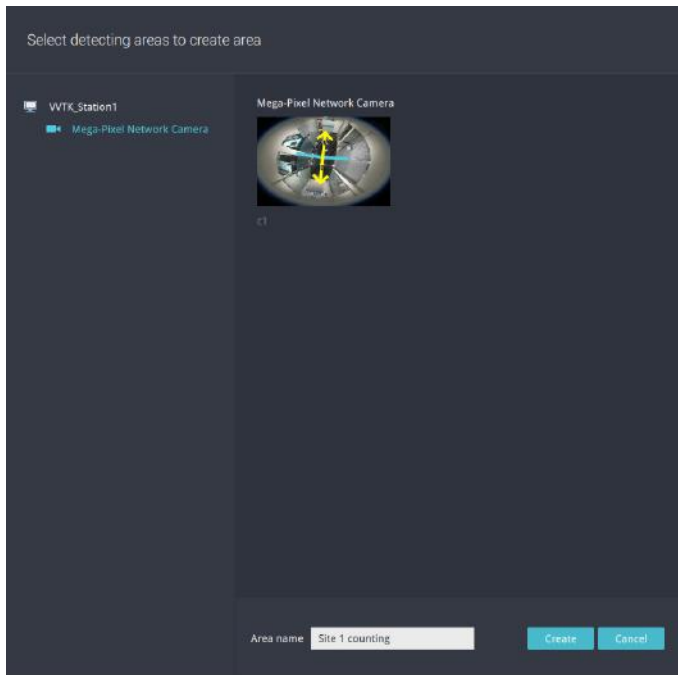 Select detecting areas to create area
VVTK_Station1
Mega-Pixel Network Camera
Mega-Pixel Network Camera
c1
Area name
Site 1 counting
Create
Cancel